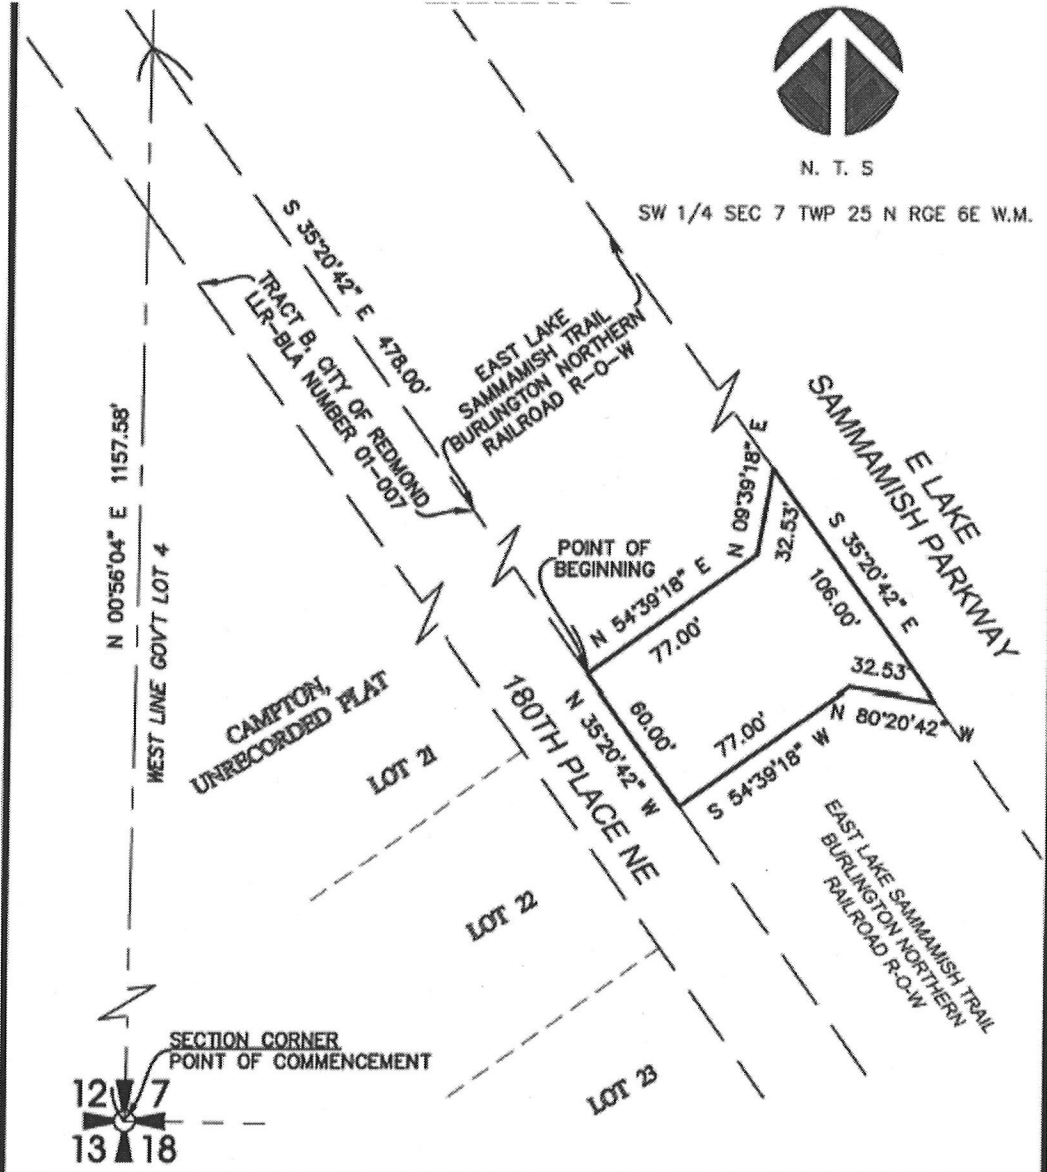 N. T. S
SW 1/4 SEC 7 TWP 25 N RGE 6E W.M.
S 35°20'42" E 478.00'
TRACT B, CITY OF REDMOND
LLR-BLA NUMBER 01-007
EAST LAKE
SAMMAMISH TRAIL
BURLINGTON NORTHERN
RAILROAD R-O-W
E LAKE
SAMMAMISH PARKWAY
N 00°56'04" E 1157.58'
WEST LINE GOV'T LOT 4
POINT OF
BEGINNING
N 54°39'18" E
77.00'
N 09°39'18" E
32.53'
S 35°20'42" E
106.00'
32.53'
N 80°20'42" W
77.00'
S 54°39'18" W
60.00'
N 35°20'42" W
180TH PLACE NE
CAMPTON,
UNRECORDED PLAT
LOT 21
LOT 22
LOT 23
EAST LAKE SAMMAMISH TRAIL
BURLINGTON NORTHERN
RAILROAD R-O-W
SECTION CORNER
POINT OF COMMENCEMENT
12 7
13 18